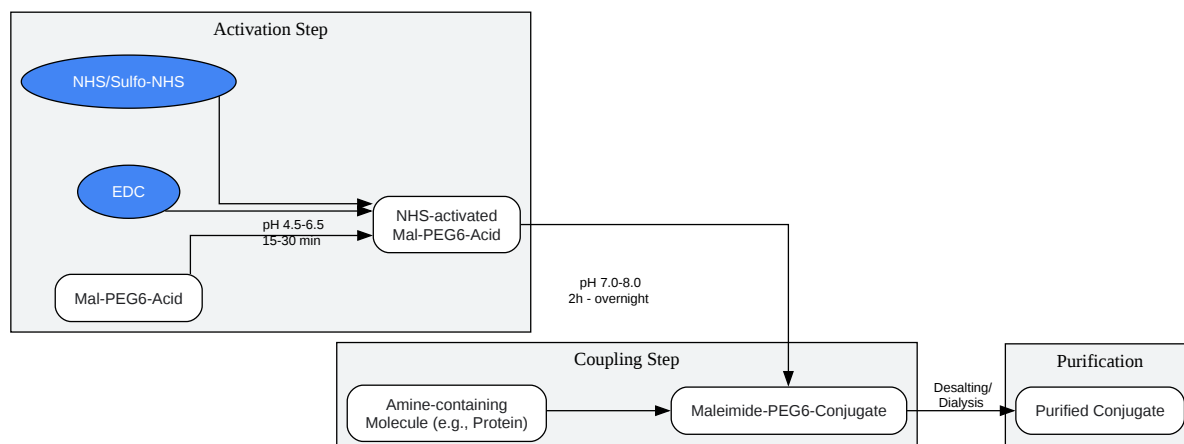 Activation Step
NHS/Sulfo-NHS
EDC
pH 4.5-6.5
15-30 min
NHS-activated
Mal-PEG6-Acid
Mal-PEG6-Acid
pH 7.0-8.0
2h - overnight
Coupling Step
Amine-containing
Molecule (e.g., Protein)
Maleimide-PEG6-Conjugate
Desalting/
Dialysis
Purification
Purified Conjugate